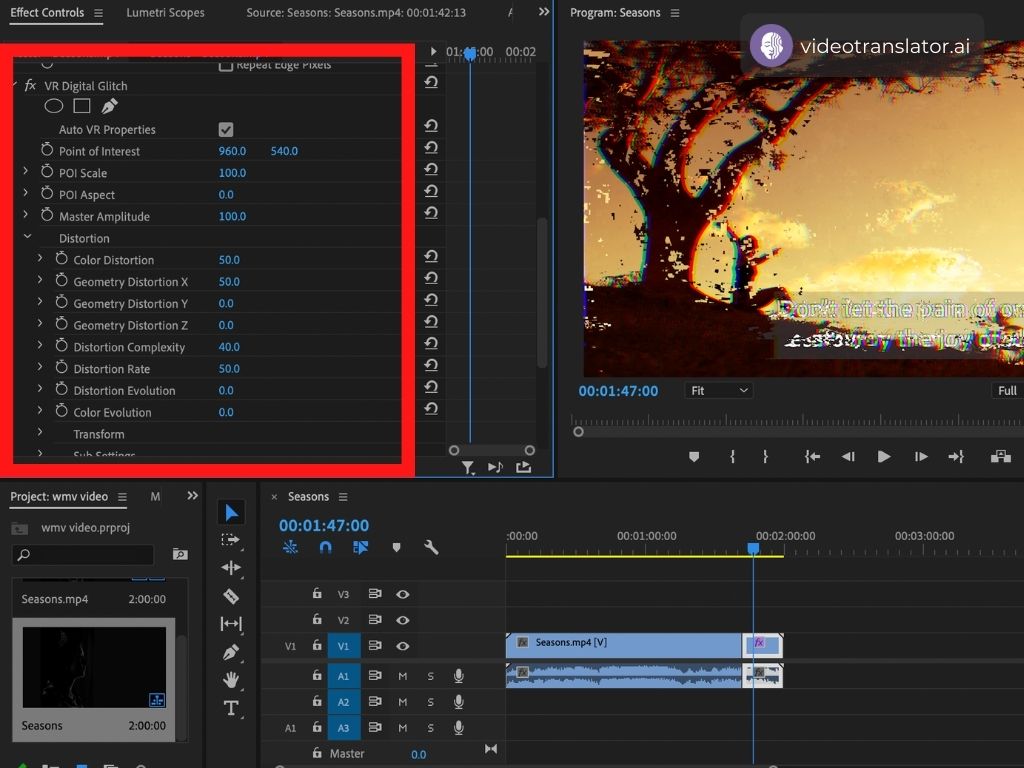 Effect Controls
Lumetri Scopes
Source: Seasons: Seasons.mp4: 00:01:42:13
00:02
Repeat Edge Pixels
fx VR Digital Glitch
Auto VR Properties
Point of Interest 960.0 540.0
POI Scale 100.0
POI Aspect 0.0
Master Amplitude 100.0
Distortion
Color Distortion 50.0
Geometry Distortion X 50.0
Geometry Distortion Y 0.0
Geometry Distortion Z 0.0
Distortion Complexity 40.0
Distortion Rate 50.0
Distortion Evolution 0.0
Color Evolution 0.0
Transform
Sub Settings
Program: Seasons
videotranslator.ai
Don't let the pain of
the joy of
00:01:47:00
Fit
Full
Project: wmv video
M
wmv video.prproj
Seasons.mp4 2:00:00
Seasons 2:00:00
× Seasons
00:01:47:00
:00:00 00:01:00:00 00:02:00:00 00:03:00:00
V3
V2
V1 V1
fx Seasons.mp4 [V] fx
A1 M S
fx fx
A2 M S
A1 A3 M S
Master 0.0